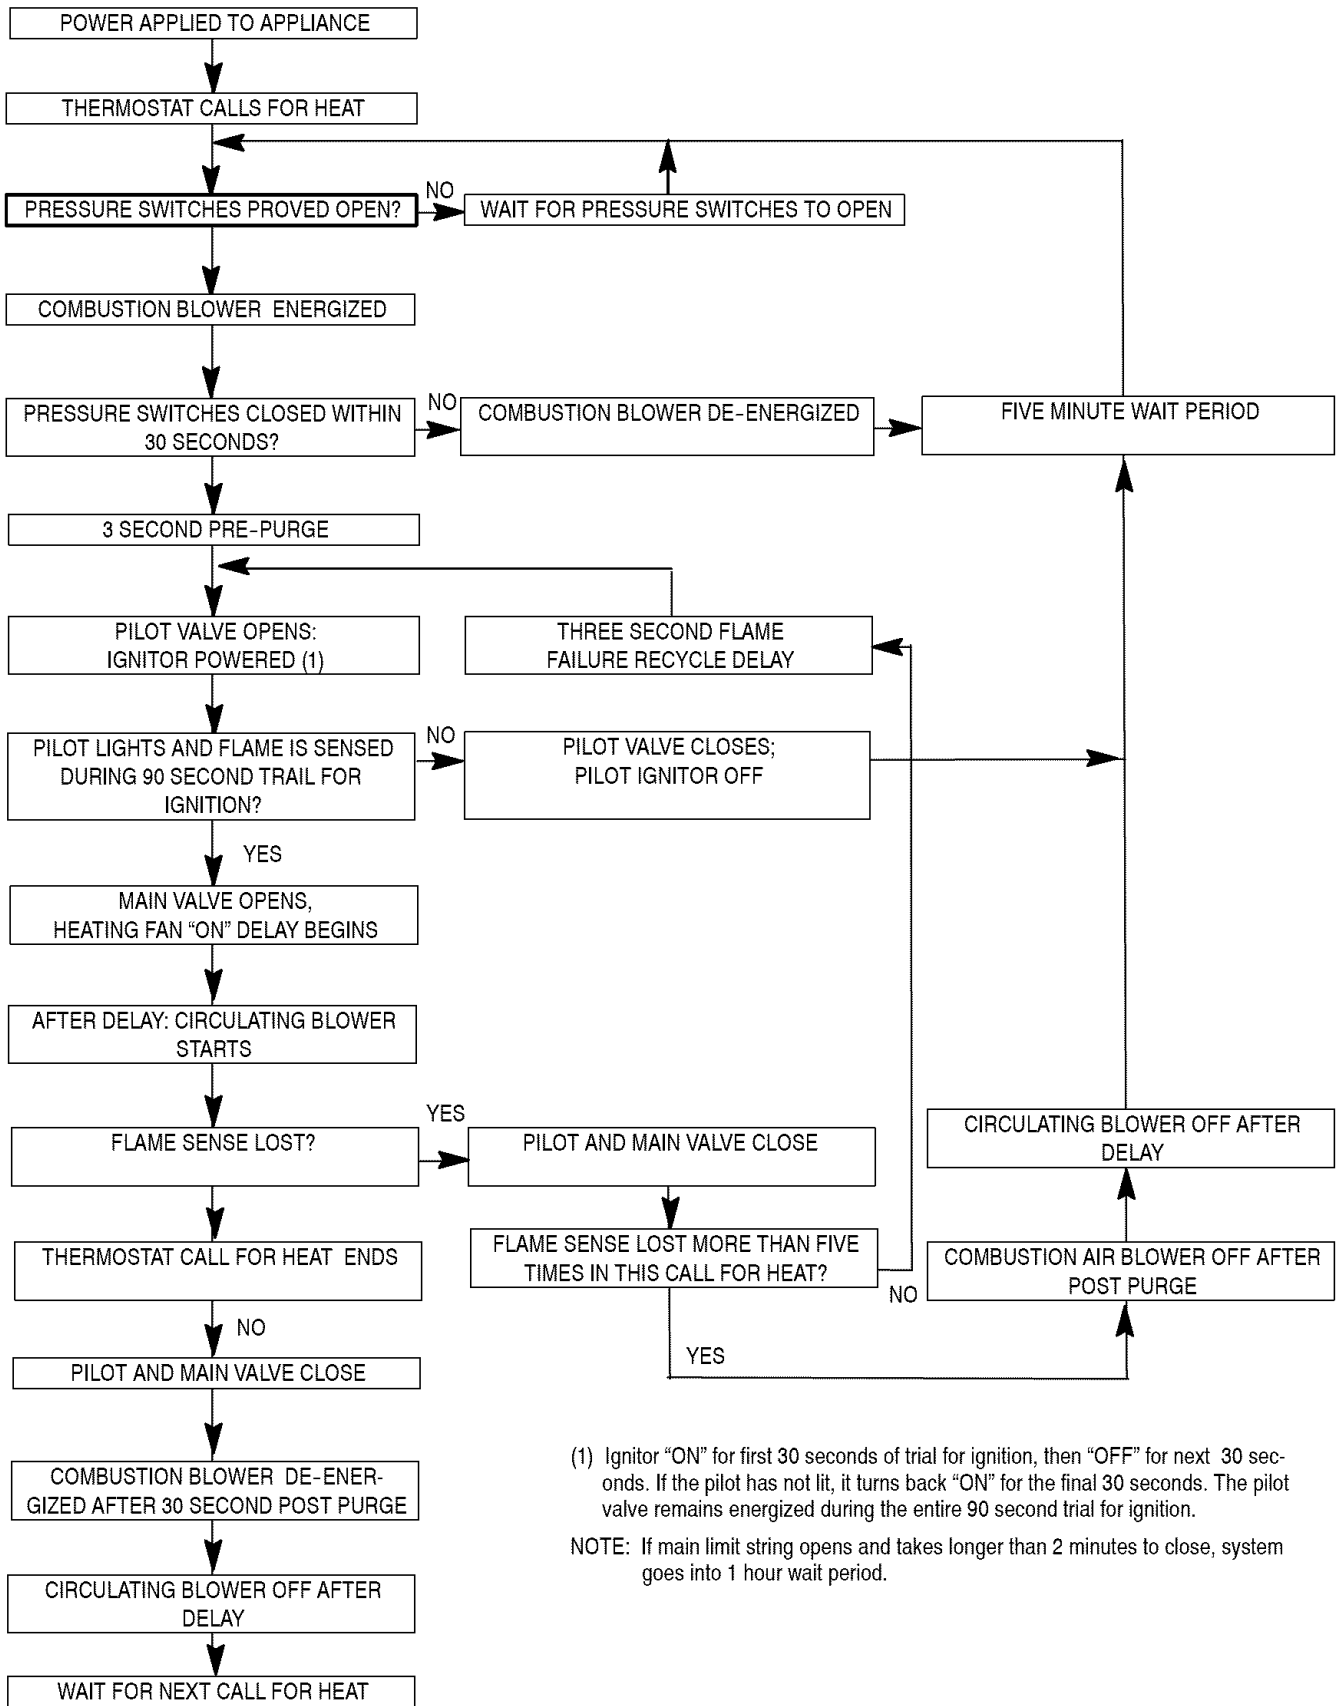 POWER APPLIED TO APPLIANCE
THERMOSTAT CALLS FOR HEAT
PRESSURE SWITCHES PROVED OPEN?
NO
WAIT FOR PRESSURE SWITCHES TO OPEN
COMBUSTION BLOWER ENERGIZED
PRESSURE SWITCHES CLOSED WITHIN
30 SECONDS?
NO
COMBUSTION BLOWER DE-ENERGIZED
FIVE MINUTE WAIT PERIOD
3 SECOND PRE-PURGE
PILOT VALVE OPENS:
IGNITOR POWERED (1)
THREE SECOND FLAME
FAILURE RECYCLE DELAY
PILOT LIGHTS AND FLAME IS SENSED
DURING 90 SECOND TRAIL FOR
IGNITION?
NO
PILOT VALVE CLOSES;
PILOT IGNITOR OFF
YES
MAIN VALVE OPENS,
HEATING FAN “ON” DELAY BEGINS
AFTER DELAY: CIRCULATING BLOWER
STARTS
FLAME SENSE LOST?
YES
PILOT AND MAIN VALVE CLOSE
CIRCULATING BLOWER OFF AFTER
DELAY
THERMOSTAT CALL FOR HEAT ENDS
FLAME SENSE LOST MORE THAN FIVE
TIMES IN THIS CALL FOR HEAT?
NO
COMBUSTION AIR BLOWER OFF AFTER
POST PURGE
NO
YES
PILOT AND MAIN VALVE CLOSE
COMBUSTION BLOWER DE-ENER-
GIZED AFTER 30 SECOND POST PURGE
CIRCULATING BLOWER OFF AFTER
DELAY
WAIT FOR NEXT CALL FOR HEAT
(1) Ignitor “ON” for first 30 seconds of trial for ignition, then “OFF” for next 30 sec-
onds. If the pilot has not lit, it turns back “ON” for the final 30 seconds. The pilot
valve remains energized during the entire 90 second trial for ignition.
NOTE: If main limit string opens and takes longer than 2 minutes to close, system
goes into 1 hour wait period.